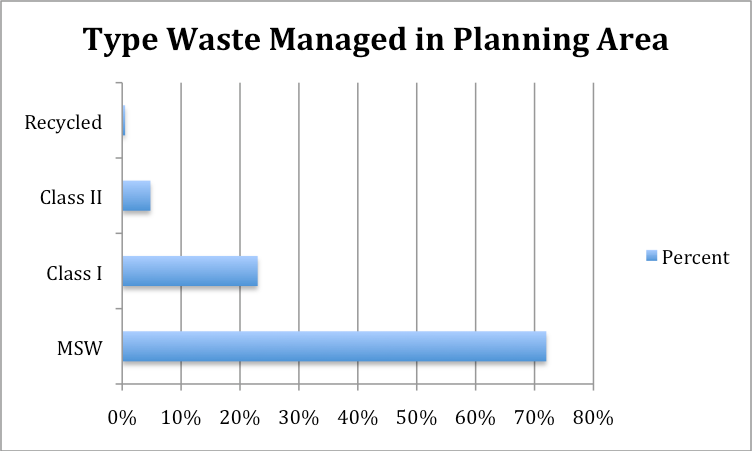 Type Waste Managed in Planning Area
Recycled
Class II
Class I
MSW
Percent
0% 10% 20% 30% 40% 50% 60% 70% 80%